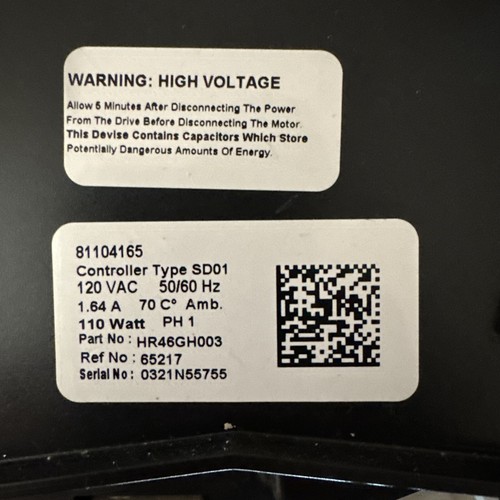 WARNING: HIGH VOLTAGE
Allow 5 Minutes After Disconnecting The Power
From The Drive Before Disconnecting The Motor.
This Devise Contains Capacitors Which Store
Potentially Dangerous Amounts Of Energy.
81104165
Controller Type SD01
120 VAC 50/60 Hz
1.64 A 70 C° Amb.
110 Watt PH 1
Part No : HR46GH003
Ref No : 65217
Serial No : 0321N55755